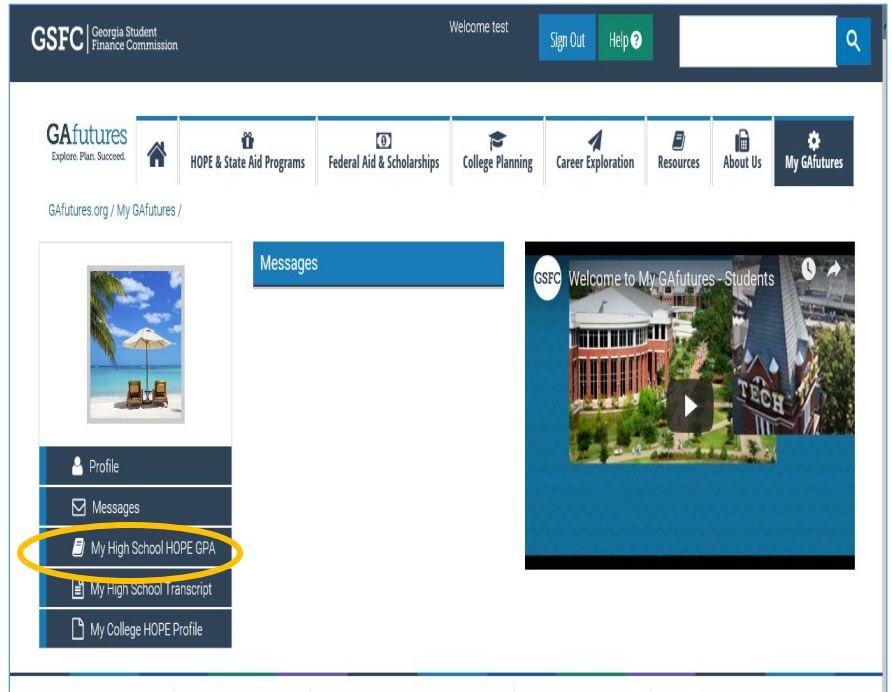 GSFC
Georgia Student
Finance Commission
Welcome test
Sign Out
Help ?
GAfutures
Explore. Plan. Succeed.
HOPE & State Aid Programs
Federal Aid & Scholarships
College Planning
Career Exploration
Resources
About Us
My GAfutures
GAfutures.org / My GAfutures /
Messages
GSFC
Welcome to My GAfutures - Students
TECH
Profile
Messages
My High School HOPE GPA
My High School Transcript
My College HOPE Profile